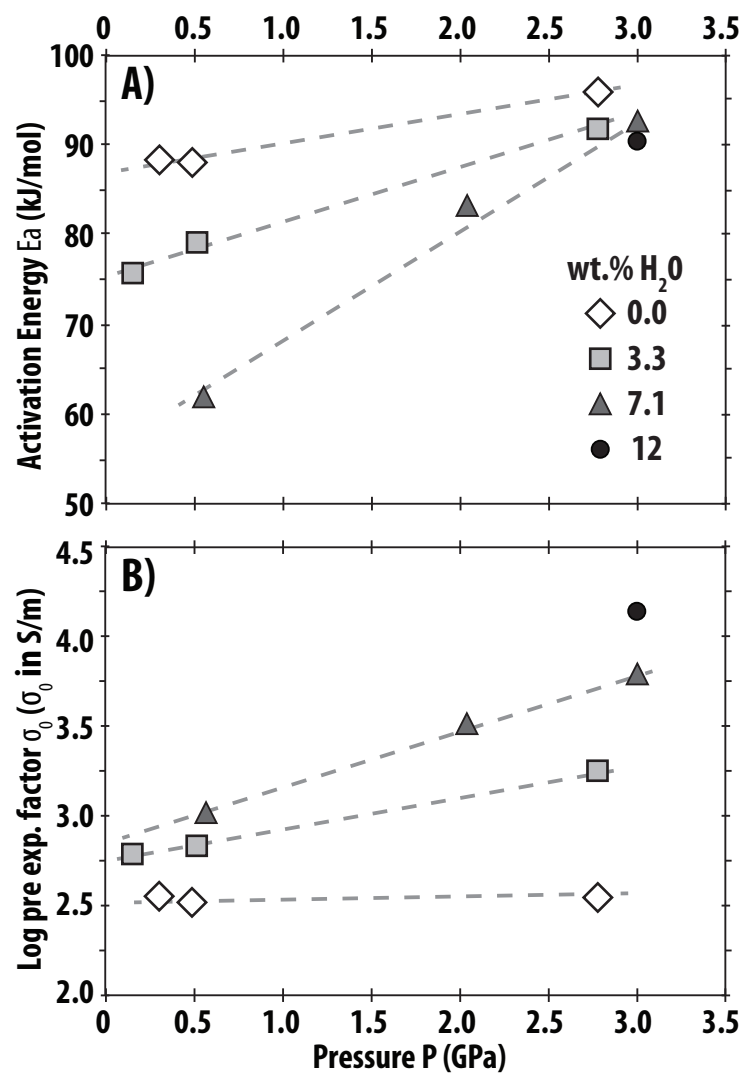 0 0.5 1.0 1.5 2.0 2.5 3.0 3.5
A)
100
90
80
70
60
50
Activation Energy Ea (kJ/mol)
wt.% H₂0
0.0
3.3
7.1
12
B)
4.5
4.0
3.5
3.0
2.5
2.0
Log pre exp. factor σ₀ (σ₀ in S/m)
0 0.5 1.0 1.5 2.0 2.5 3.0 3.5
Pressure P (GPa)